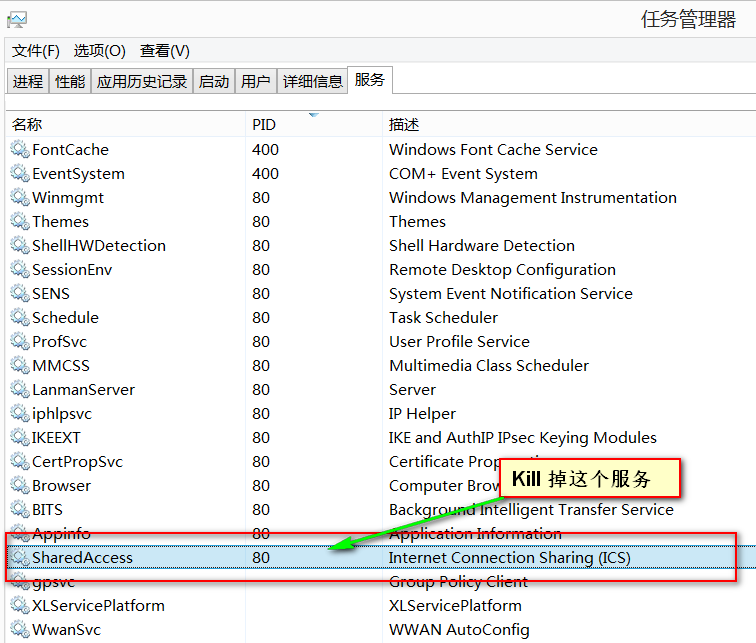 任务管理器
文件(F) 选项(O) 查看(V)
进程 性能 应用历史记录 启动 用户 详细信息 服务
名称 PID 描述
FontCache 400 Windows Font Cache Service
EventSystem 400 COM+ Event System
Winmgmt 80 Windows Management Instrumentation
Themes 80 Themes
ShellHWDetection 80 Shell Hardware Detection
SessionEnv 80 Remote Desktop Configuration
SENS 80 System Event Notification Service
Schedule 80 Task Scheduler
ProfSvc 80 User Profile Service
MMCSS 80 Multimedia Class Scheduler
LanmanServer 80 Server
iphlpsvc 80 IP Helper
IKEEXT 80 IKE and AuthIP IPsec Keying Modules
CertPropSvc 80 Certificate
Browser 80 Computer
Kill 掉这个服务
BITS 80 Background Intelligent Transfer Service
Appinfo 80 Application Information
SharedAccess 80 Internet Connection Sharing (ICS)
gpsvc Group Policy Client
XLServicePlatform XLServicePlatform
WwanSvc WWAN AutoConfig